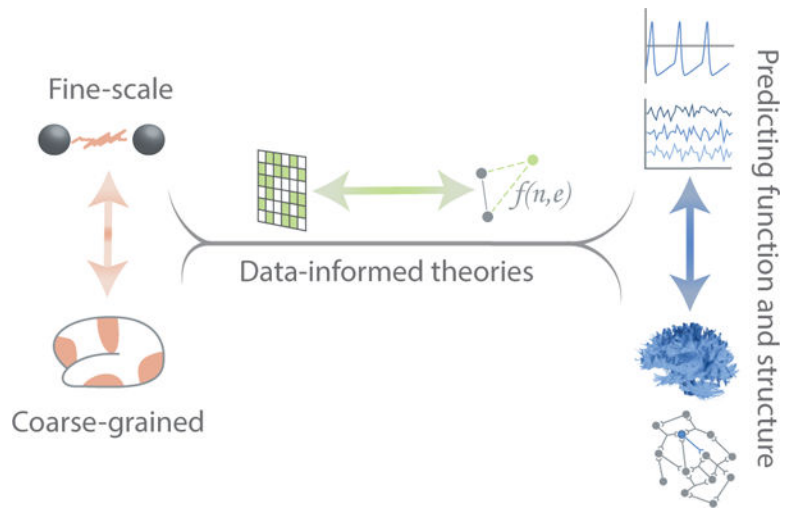 Fine-scale
f(n,e)
Data-informed theories
Coarse-grained
Predicting function and structure